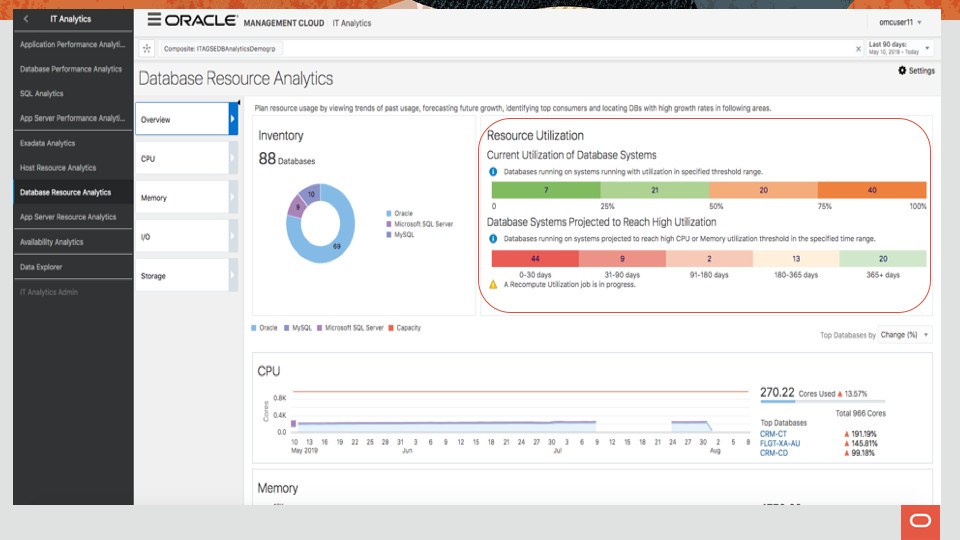 IT Analytics
Application Performance Analyti...
Database Performance Analytics
SQL Analytics
App Server Performance Analyti...
Exadata Analytics
Host Resource Analytics
Database Resource Analytics
App Server Resource Analytics
Availability Analytics
Data Explorer
IT Analytics Admin
ORACLE MANAGEMENT CLOUD IT Analytics
omcuser11
Composite: ITAGSEDBAnalyticsDemogrp
Last 90 days:
May 10, 2019 - Today
Database Resource Analytics
Settings
Overview
CPU
Memory
I/O
Storage
Plan resource usage by viewing trends of past usage, forecasting future growth, identifying top consumers and locating DBs with high growth rates in following areas.
Inventory
88 Databases
10
9
69
Oracle
Microsoft SQL Server
MySQL
Resource Utilization
Current Utilization of Database Systems
Databases running on systems running with utilization in specified threshold range.
7 21 20 40
0 25% 50% 75% 100%
Database Systems Projected to Reach High Utilization
Databases running on systems projected to reach high CPU or Memory utilization threshold in the specified time range.
44 9 2 13 20
0-30 days 31-90 days 91-180 days 180-365 days 365+ days
A Recompute Utilization job is in progress.
Oracle MySQL Microsoft SQL Server Capacity
Top Databases by Change (%)
CPU
Cores
0.8K
0.4K
0.0
10 13 16 19 22 25 28 31 3 6 9 12 15 18 21 24 27 30 3 6 9 12 15 18 21 24 27 30 2 5 8
May 2019 Jun Jul Aug
270.22 Cores Used 13.57%
Total 966 Cores
Top Databases
CRM-CT 191.19%
FLGT-XA-AU 145.81%
CRM-CD 99.18%
Memory